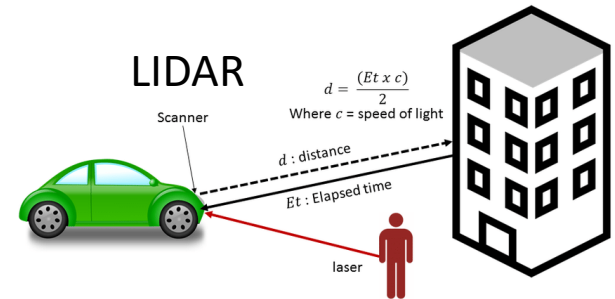 LIDAR
Scanner
d = (Et x c) / 2
Where c = speed of light
d : distance
Et : Elapsed time
laser